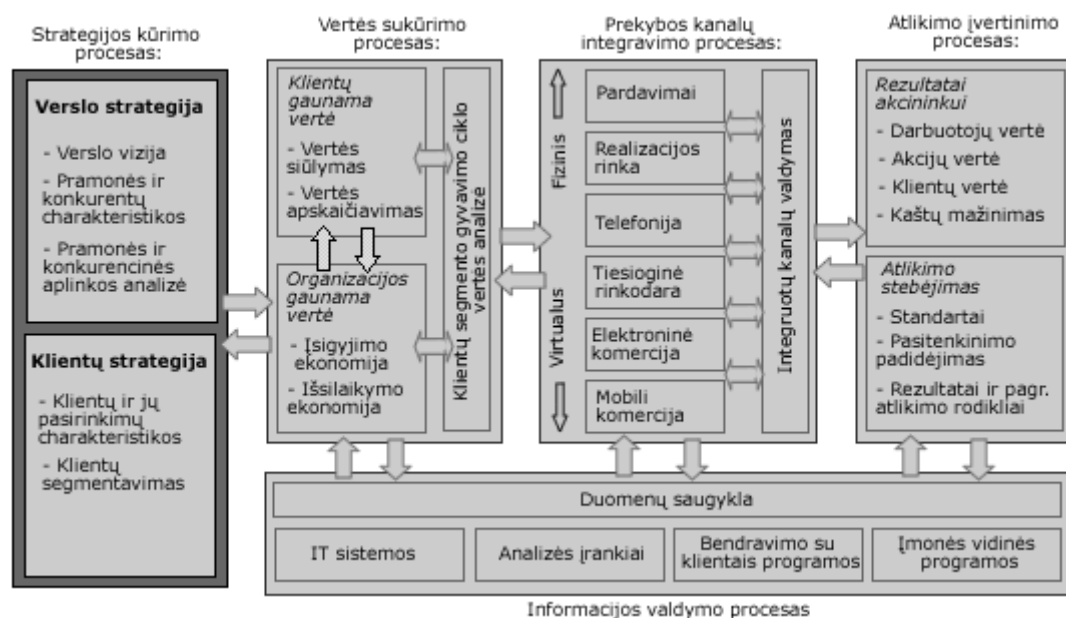 Strategijos kūrimo
procesas:
Verslo strategija
- Verslo vizija
- Pramonės ir
konkurentų
charakteristikos
- Pramonės ir
konkurencinės
aplinkos analizė
Klientų strategija
- Klientų ir jų
pasirinkimų
charakteristikos
- Klientų
segmentavimas
Vertės sukūrimo
procesas:
Klientų
gaunama
vertė
- Vertės
siūlymas
- Vertės
apskaičiavimas
Organizacijos
gaunama
vertė
- Įsigyjimo
ekonomija
- Išsilaikymo
ekonomija
Klientų segmento gyvavimo ciklo
vertės analizė
Prekybos kanalų
integravimo procesas:
Fizinis
Virtualus
Pardavimai
Realizacijos
rinka
Telefonija
Tiesioginė
rinkodara
Elektroninė
komercija
Mobili
komercija
Integruotų kanalų valdymas
Atlikimo įvertinimo
procesas:
Rezultatai
akcininkui
- Darbuotojų vertė
- Akcijų vertė
- Klientų vertė
- Kaštų mažinimas
Atlikimo
stebėjimas
- Standartai
- Pasitenkinimo
padidėjimas
- Rezultatai ir pagr.
atlikimo rodikliai
Duomenų saugykla
IT sistemos
Analizės įrankiai
Bendravimo su
klientais programos
Įmonės vidinės
programos
Informacijos valdymo procesas